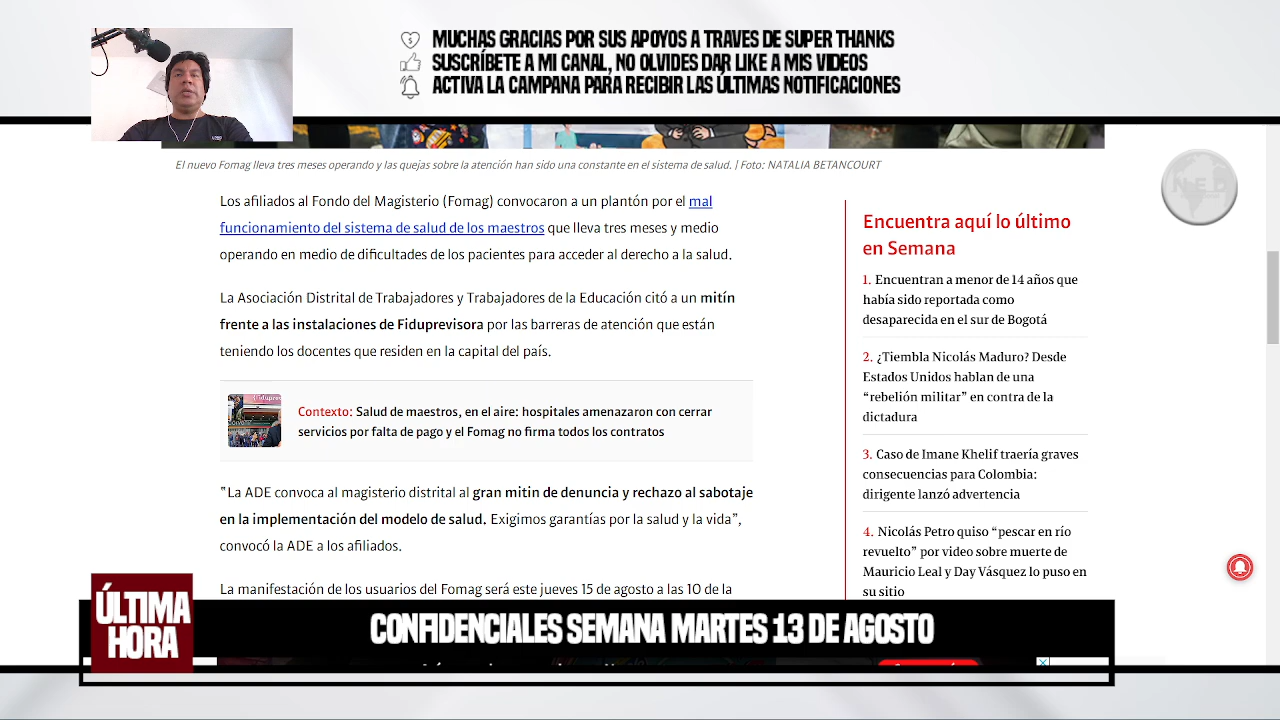 MUCHAS GRACIAS POR SUS APOYOS A TRAVES DE SUPER THANKS
SUSCRÍBETE A MI CANAL, NO OLVIDES DAR LIKE A MIS VIDEOS
ACTIVA LA CAMPANA PARA RECIBIR LAS ÚLTIMAS NOTIFICACIONES
El nuevo Fomag lleva tres meses operando y las quejas sobre la atención han sido una constante en el sistema de salud. | Foto: NATALIA BETANCOURT
Los afiliados al Fondo del Magisterio (Fomag) convocaron a un plantón por el mal
funcionamiento del sistema de salud de los maestros que lleva tres meses y medio
operando en medio de dificultades de los pacientes para acceder al derecho a la salud.
La Asociación Distrital de Trabajadores y Trabajadores de la Educación citó a un mitín
frente a las instalaciones de Fiduprevisora por las barreras de atención que están
teniendo los docentes que residen en la capital del país.
Contexto: Salud de maestros, en el aire: hospitales amenazaron con cerrar
servicios por falta de pago y el Fomag no firma todos los contratos
“La ADE convoca al magisterio distrital al gran mitin de denuncia y rechazo al sabotaje
en la implementación del modelo de salud. Exigimos garantías por la salud y la vida”,
convocó la ADE a los afiliados.
La manifestación de los usuarios del Fomag será este jueves 15 de agosto a las 10 de la
Encuentra aquí lo último
en Semana
1. Encuentran a menor de 14 años que
había sido reportada como
desaparecida en el sur de Bogotá
2. ¿Tiembla Nicolás Maduro? Desde
Estados Unidos hablan de una
“rebelión militar” en contra de la
dictadura
3. Caso de Imane Khelif traería graves
consecuencias para Colombia:
dirigente lanzó advertencia
4. Nicolás Petro quiso “pescar en río
revuelto” por video sobre muerte de
Mauricio Leal y Day Vásquez lo puso en
su sitio
ÚLTIMA
HORA
CONFIDENCIALES SEMANA MARTES 13 DE AGOSTO